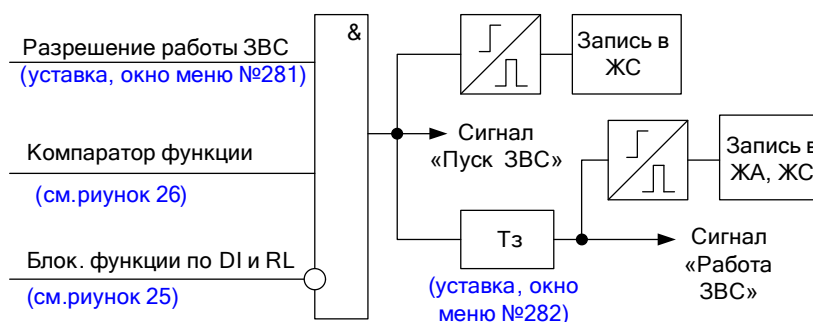 Разрешение работы ЗВС
(уставка, окно меню №281)
Компаратор функции
(см.риунок 26)
Блок. функции по DI и RL
(см.риунок 25)
&
Запись в
ЖС
Сигнал
«Пуск ЗВС»
Запись в
ЖА, ЖС
Тз
(уставка, окно
меню №282)
Сигнал
«Работа
ЗВС»